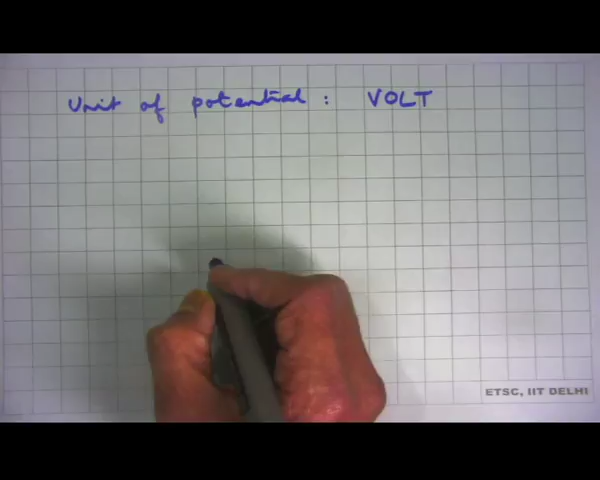 Unit of potential : VOLT
ETSC, IIT DELHI